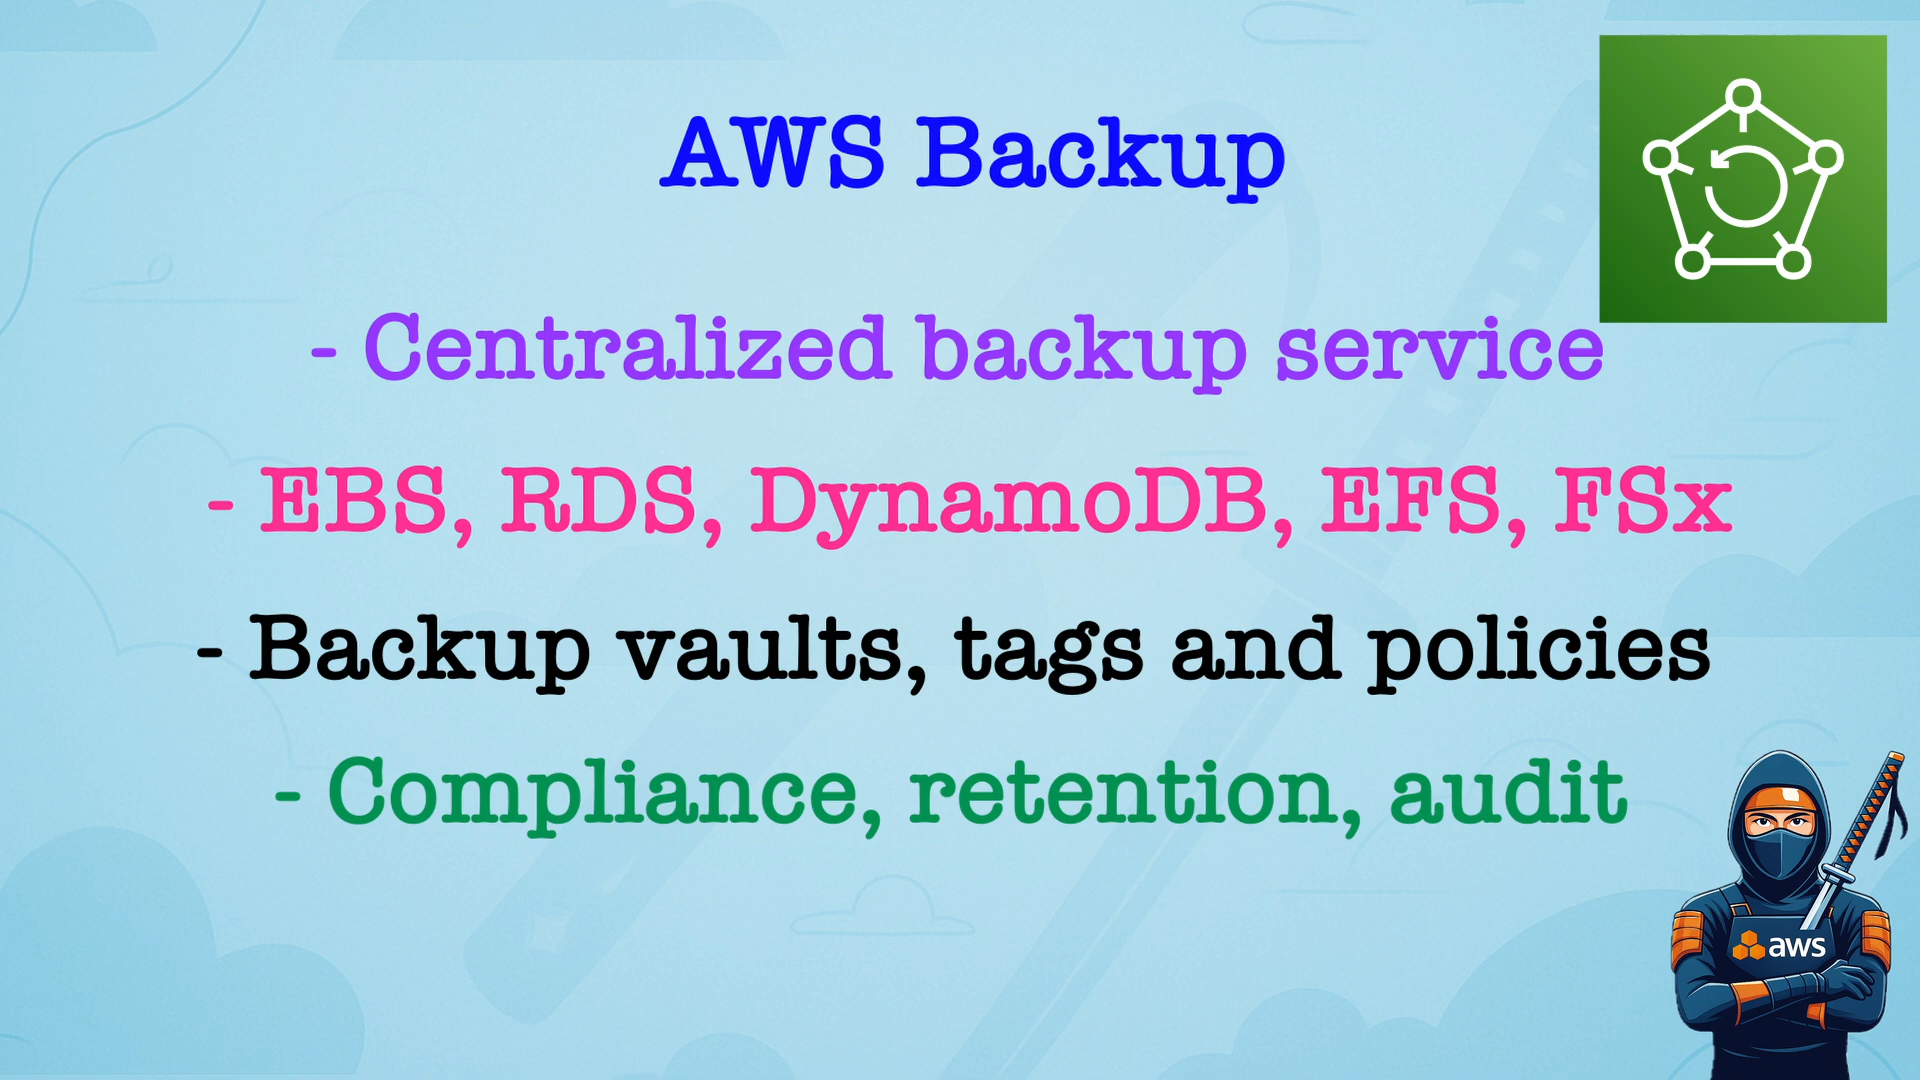 AWS Backup
- Centralized backup service
- EBS, RDS, DynamoDB, EFS, FSx
- Backup vaults, tags and policies
- Compliance, retention, audit
aws